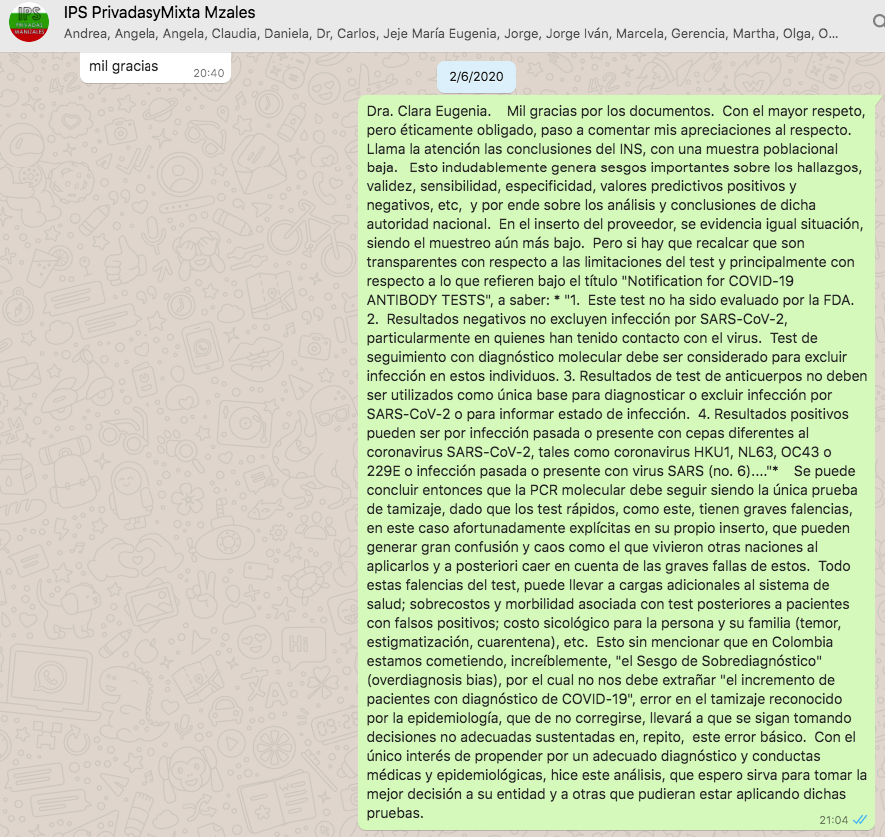 IPS
PRIVADAS
MANIZALES
IPS PrivadasyMixta Mzales
Andrea, Angela, Angela, Claudia, Daniela, Dr, Carlos, Jeje María Eugenia, Jorge, Jorge Iván, Marcela, Gerencia, Martha, Olga, O...
mil gracias
20:40
2/6/2020
Dra. Clara Eugenia. Mil gracias por los documentos. Con el mayor respeto,
pero éticamente obligado, paso a comentar mis apreciaciones al respecto.
Llama la atención las conclusiones del INS, con una muestra poblacional
baja. Esto indudablemente genera sesgos importantes sobre los hallazgos,
validez, sensibilidad, especificidad, valores predictivos positivos y
negativos, etc, y por ende sobre los análisis y conclusiones de dicha
autoridad nacional. En el inserto del proveedor, se evidencia igual situación,
siendo el muestreo aún más bajo. Pero si hay que recalcar que son
transparentes con respecto a las limitaciones del test y principalmente con
respecto a lo que refieren bajo el título "Notification for COVID-19
ANTIBODY TESTS", a saber: * "1. Este test no ha sido evaluado por la FDA.
2. Resultados negativos no excluyen infección por SARS-CoV-2,
particularmente en quienes han tenido contacto con el virus. Test de
seguimiento con diagnóstico molecular debe ser considerado para excluir
infección en estos individuos. 3. Resultados de test de anticuerpos no deben
ser utilizados como única base para diagnosticar o excluir infección por
SARS-CoV-2 o para informar estado de infección. 4. Resultados positivos
pueden ser por infección pasada o presente con cepas diferentes al
coronavirus SARS-CoV-2, tales como coronavirus HKU1, NL63, OC43 o
229E o infección pasada o presente con virus SARS (no. 6)...."* Se puede
concluir entonces que la PCR molecular debe seguir siendo la única prueba
de tamizaje, dado que los test rápidos, como este, tienen graves falencias,
en este caso afortunadamente explícitas en su propio inserto, que pueden
generar gran confusión y caos como el que vivieron otras naciones al
aplicarlos y a posteriori caer en cuenta de las graves fallas de estos. Todo
estas falencias del test, puede llevar a cargas adicionales al sistema de
salud; sobrecostos y morbilidad asociada con test posteriores a pacientes
con falsos positivos; costo sicológico para la persona y su familia (temor,
estigmatización, cuarentena), etc. Esto sin mencionar que en Colombia
estamos cometiendo, increíblemente, "el Sesgo de Sobrediagnóstico"
(overdiagnosis bias), por el cual no nos debe extrañar "el incremento de
pacientes con diagnóstico de COVID-19", error en el tamizaje reconocido
por la epidemiología, que de no corregirse, llevará a que se sigan tomando
decisiones no adecuadas sustentadas en, repito, este error básico. Con el
único interés de propender por un adecuado diagnóstico y conductas
médicas y epidemiológicas, hice este análisis, que espero sirva para tomar la
mejor decisión a su entidad y a otras que pudieran estar aplicando dichas
pruebas.
21:04